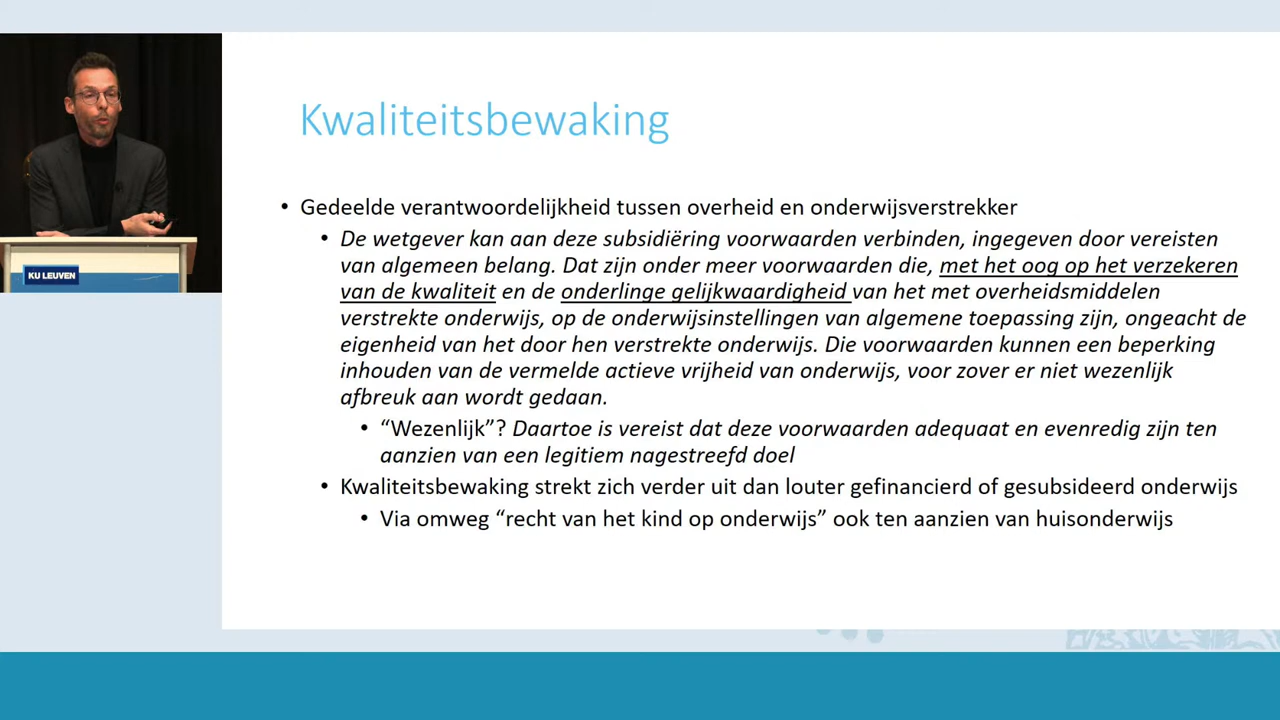 KU LEUVEN
Kwaliteitsbewaking
• Gedeelde verantwoordelijkheid tussen overheid en onderwijsverstrekker
• De wetgever kan aan deze subsidiëring voorwaarden verbinden, ingegeven door vereisten
van algemeen belang. Dat zijn onder meer voorwaarden die, met het oog op het verzekeren
van de kwaliteit en de onderlinge gelijkwaardigheid van het met overheidsmiddelen
verstrekte onderwijs, op de onderwijsinstellingen van algemene toepassing zijn, ongeacht de
eigenheid van het door hen verstrekte onderwijs. Die voorwaarden kunnen een beperking
inhouden van de vermelde actieve vrijheid van onderwijs, voor zover er niet wezenlijk
afbreuk aan wordt gedaan.
• “Wezenlijk”? Daartoe is vereist dat deze voorwaarden adequaat en evenredig zijn ten
aanzien van een legitiem nagestreefd doel
• Kwaliteitsbewaking strekt zich verder uit dan louter gefinancierd of gesubsideerd onderwijs
• Via omweg “recht van het kind op onderwijs” ook ten aanzien van huisonderwijs